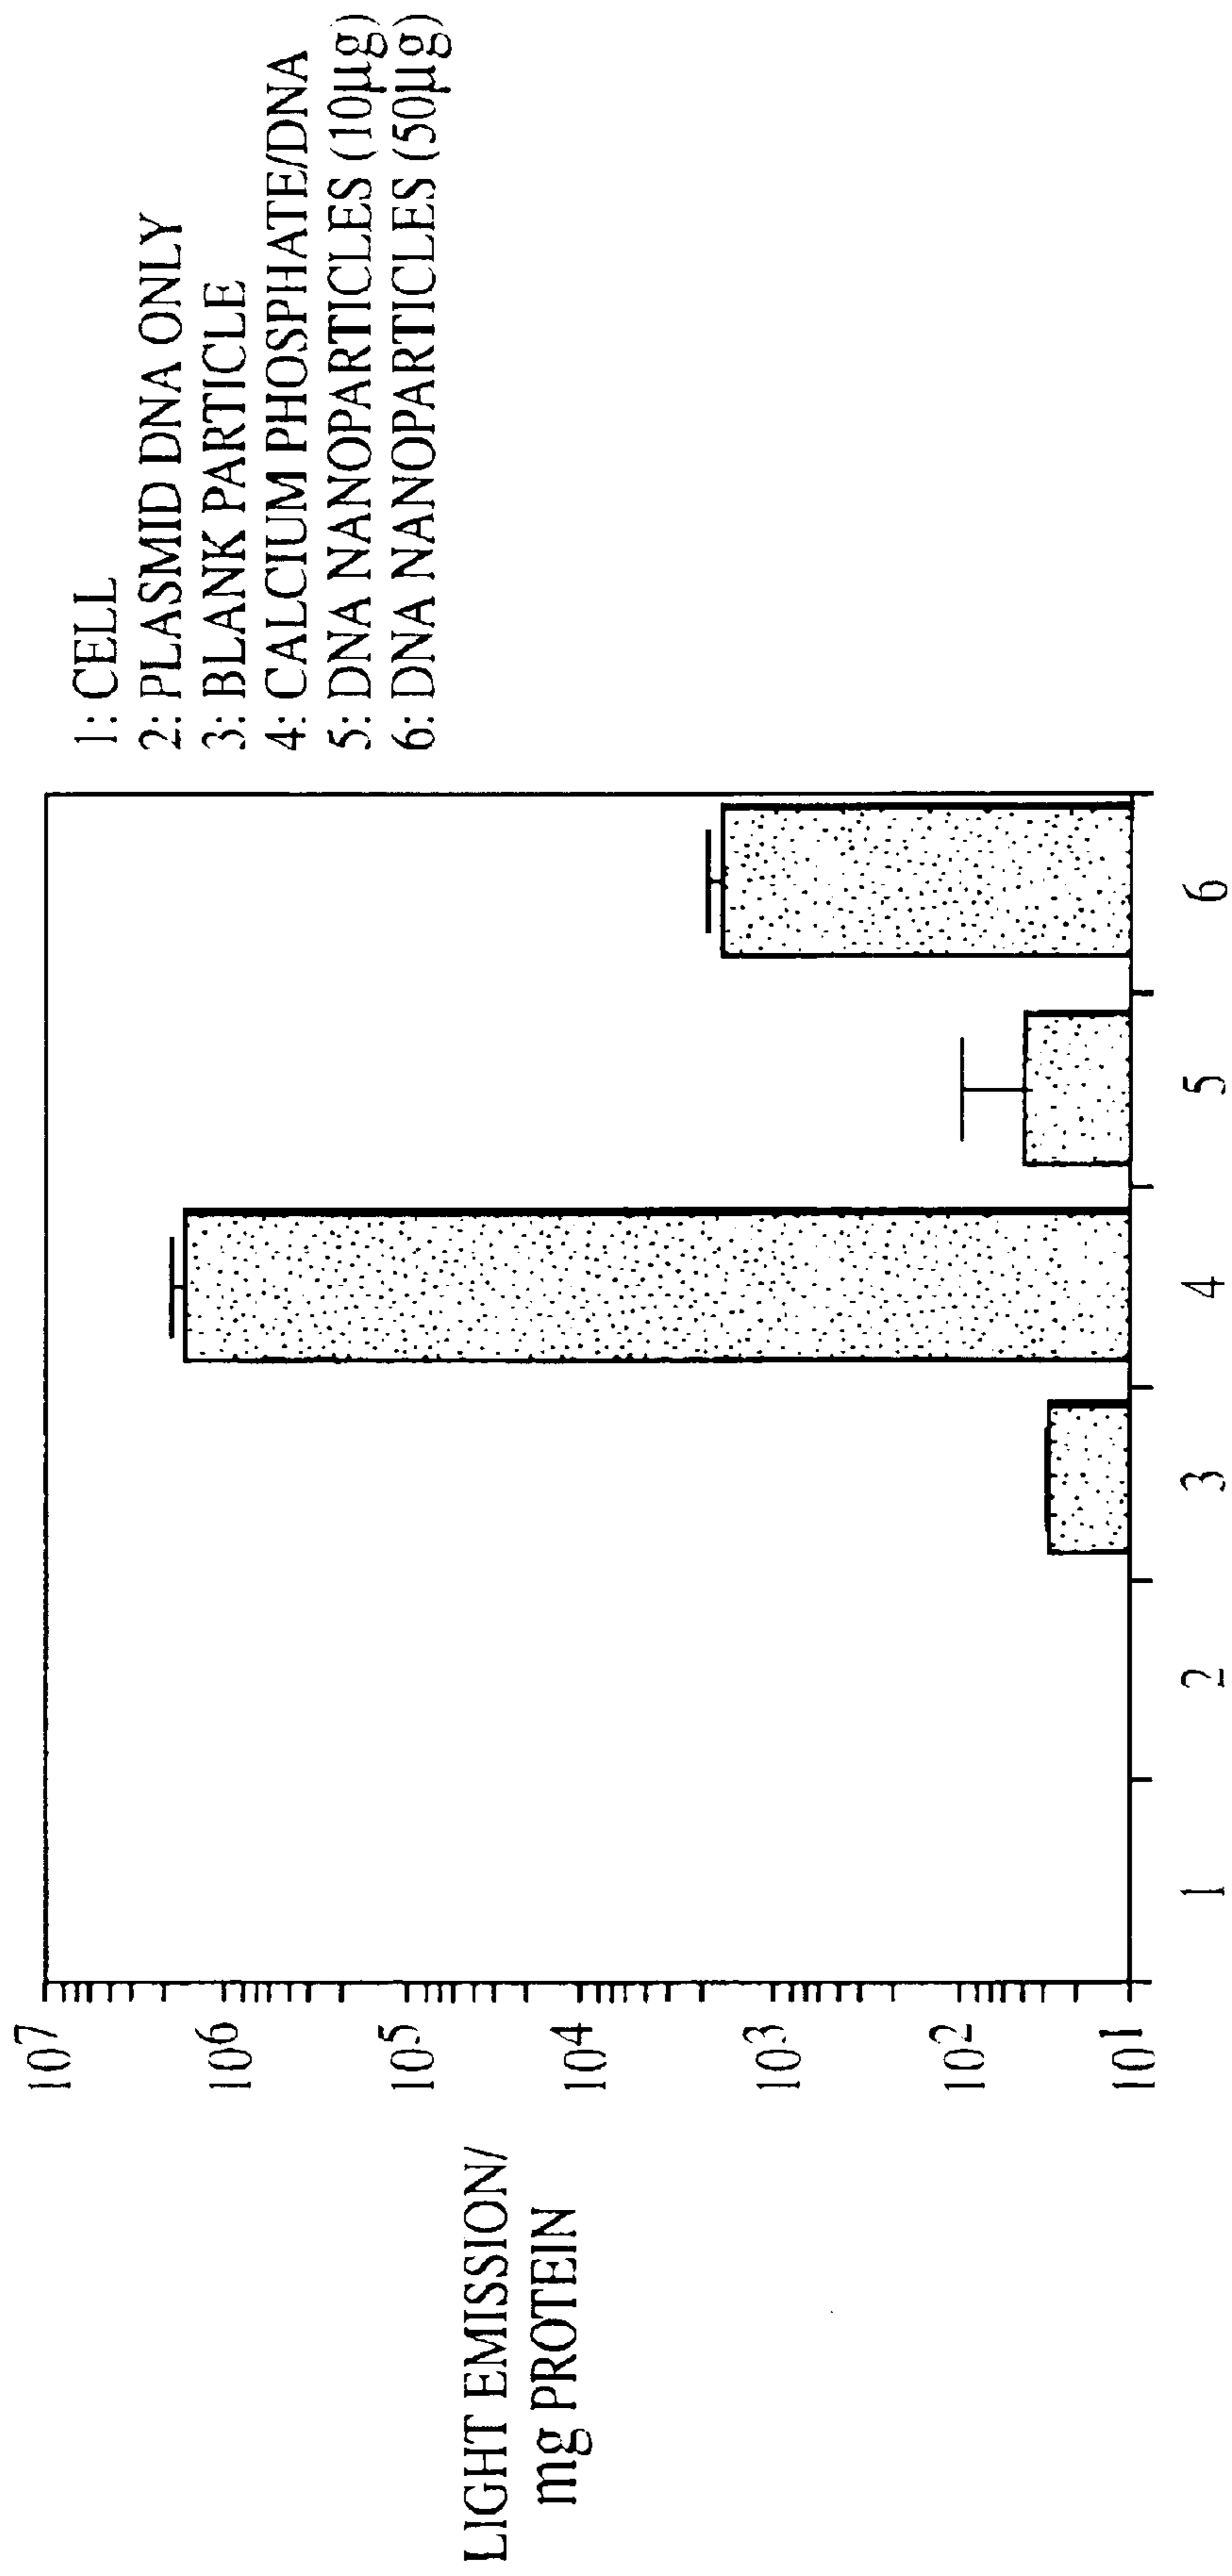 LIGHT EMISSION/
mg PROTEIN
10⁷
10⁶
10⁵
10⁴
10³
10²
10¹
1
2
3
4
5
6
1: CELL
2: PLASMID DNA ONLY
3: BLANK PARTICLE
4: CALCIUM PHOSPHATE/DNA
5: DNA NANOPARTICLES (10µg)
6: DNA NANOPARTICLES (50µg)